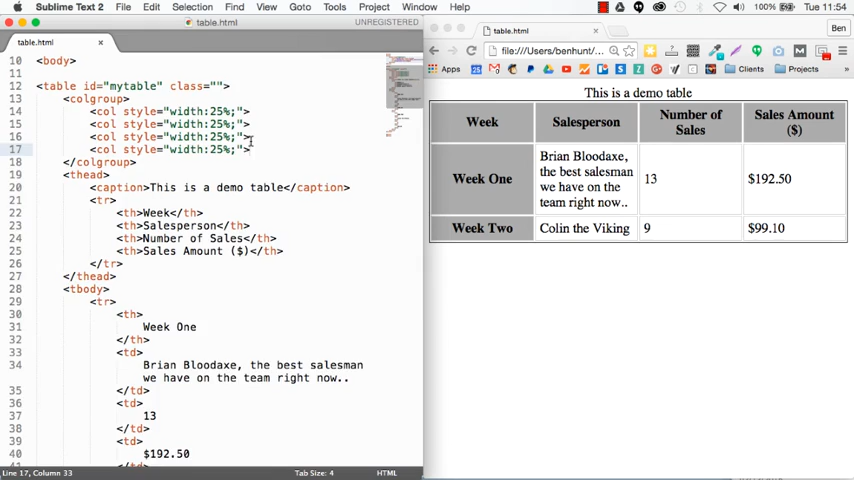 Sublime Text 2 File Edit Selection Find View Goto Tools Project Window Help 100% Tue 11:54
table.html UNREGISTERED
table.html ×
10 <body>
11
12 <table id="mytable" class="">
13 <colgroup>
14 <col style="width:25%;">
15 <col style="width:25%;">
16 <col style="width:25%;">
17 <col style="width:25%;">
18 </colgroup>
19 <thead>
20 <caption>This is a demo table</caption>
21 <tr>
22 <th>Week</th>
23 <th>Salesperson</th>
24 <th>Number of Sales</th>
25 <th>Sales Amount ($)</th>
26 </tr>
27 </thead>
28 <tbody>
29 <tr>
30 <th>
31 Week One
32 </th>
33 <td>
34 Brian Bloodaxe, the best salesman
we have on the team right now..
35 </td>
36 <td>
37 13
38 </td>
39 <td>
40 $192.50
41 </td>
Line 17, Column 33 Tab Size: 4 HTML
table.html × Ben
file:///Users/benhunt/
Apps 25 Clients Projects
This is a demo table
Week Salesperson Number of Sales Sales Amount ($)
Week One Brian Bloodaxe,
the best salesman
we have on the
team right now..
13 $192.50
Week Two Colin the Viking 9 $99.10